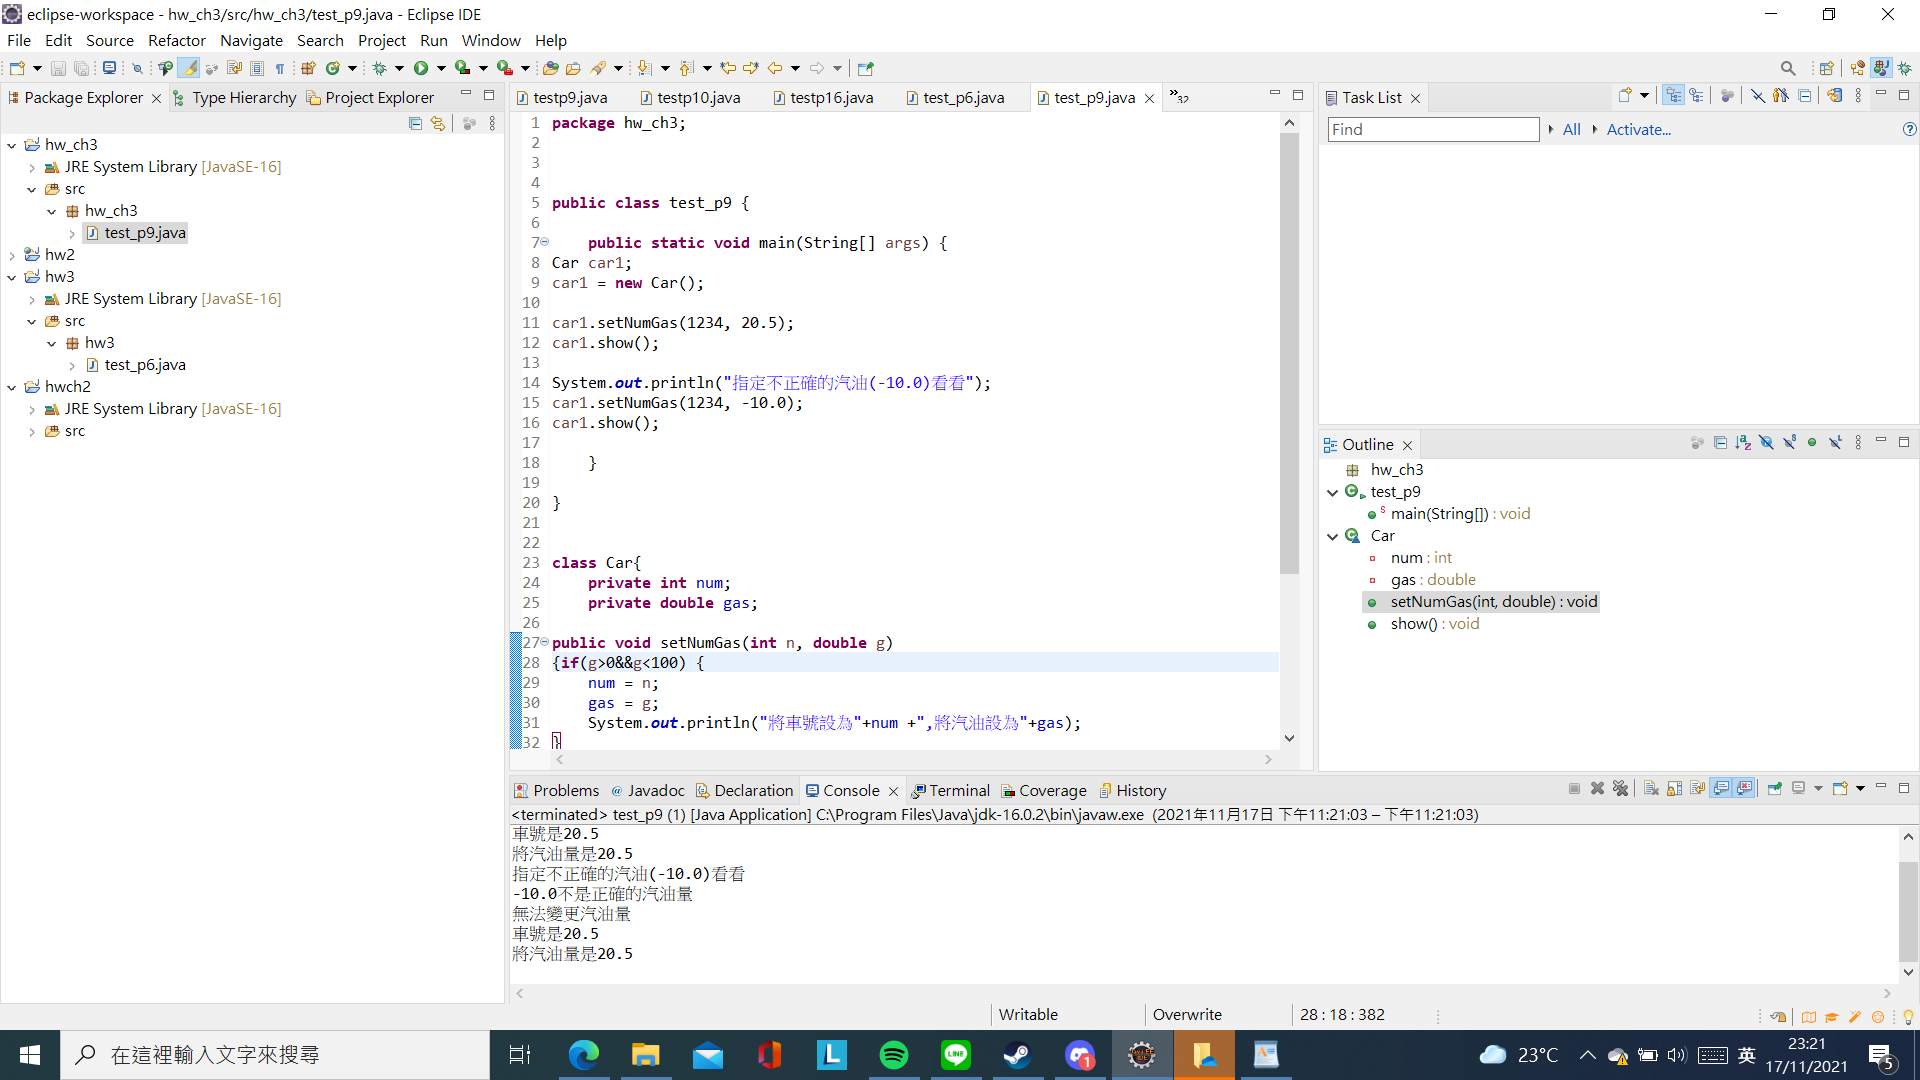 eclipse-workspace - hw_ch3/src/hw_ch3/test_p9.java - Eclipse IDE
File Edit Source Refactor Navigate Search Project Run Window Help
Package Explorer Type Hierarchy Project Explorer
hw_ch3
JRE System Library [JavaSE-16]
src
hw_ch3
test_p9.java
hw2
hw3
JRE System Library [JavaSE-16]
src
hw3
test_p6.java
hwch2
JRE System Library [JavaSE-16]
src
testp9.java testp10.java testp16.java test_p6.java test_p9.java »32
1 package hw_ch3;
2
3
4
5 public class test_p9 {
6
7 public static void main(String[] args) {
8 Car car1;
9 car1 = new Car();
10
11 car1.setNumGas(1234, 20.5);
12 car1.show();
13
14 System.out.println("指定不正確的汽油(-10.0)看看");
15 car1.setNumGas(1234, -10.0);
16 car1.show();
17
18 }
19
20 }
21
22
23 class Car{
24 private int num;
25 private double gas;
26
27 public void setNumGas(int n, double g)
28 {if(g>0&&g<100) {
29 num = n;
30 gas = g;
31 System.out.println("將車號設為"+num +",將汽油設為"+gas);
32 }
Task List
Find All Activate...
Outline
hw_ch3
test_p9
main(String[]) : void
Car
num : int
gas : double
setNumGas(int, double) : void
show() : void
Problems Javadoc Declaration Console Terminal Coverage History
<terminated> test_p9 (1) [Java Application] C:\Program Files\Java\jdk-16.0.2\bin\javaw.exe (2021年11月17日 下午11:21:03 – 下午11:21:03)
車號是20.5
將汽油量是20.5
指定不正確的汽油(-10.0)看看
-10.0不是正確的汽油量
無法變更汽油量
車號是20.5
將汽油量是20.5
Writable Overwrite 28 : 18 : 382
在這裡輸入文字來搜尋
23°C 英 23:21
17/11/2021
5